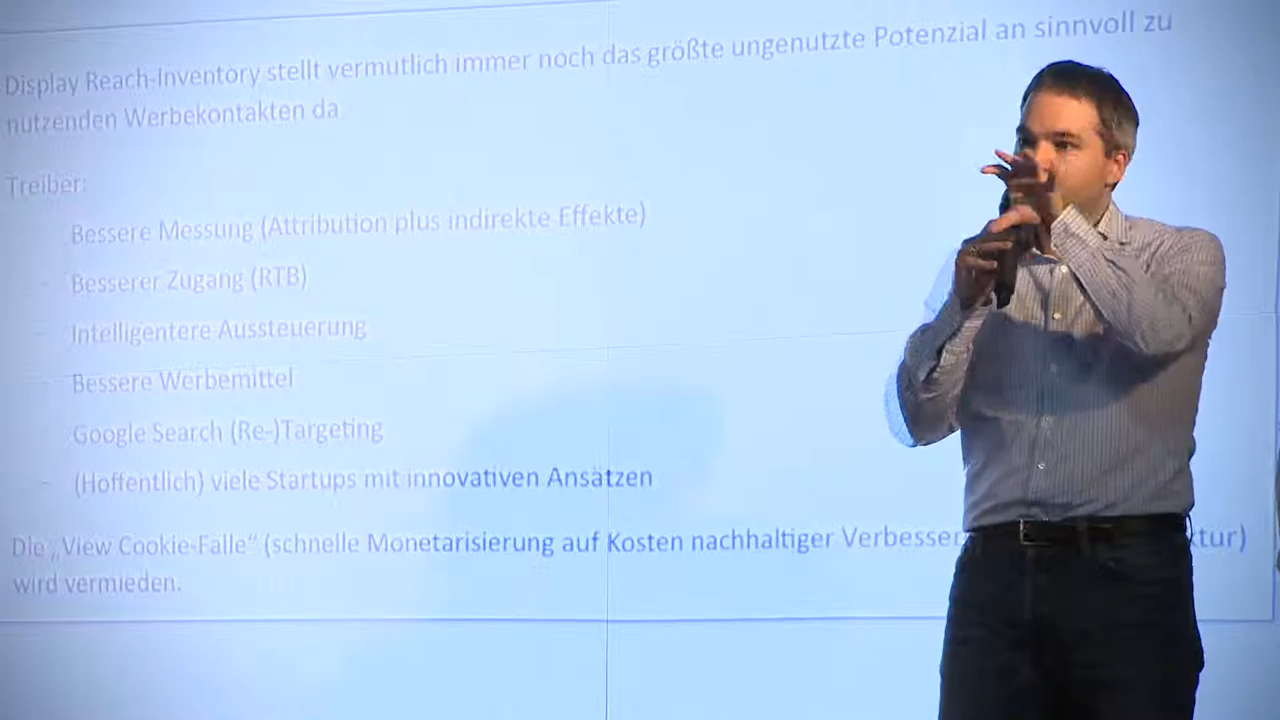 Display Reach-Inventory stellt vermutlich immer noch das größte ungenutzte Potenzial an sinnvoll zu
nutzenden Werbekontakten da
Treiber:
Bessere Messung (Attribution plus indirekte Effekte)
- Besserer Zugang (RTB)
- Intelligentere Aussteuerung
Bessere Werbemittel
Google Search (Re-)Targeting
- (Hoffentlich) viele Startups mit innovativen Ansätzen
Die „View Cookie-Falle“ (schnelle Monetarisierung auf Kosten nachhaltiger
wird vermieden.